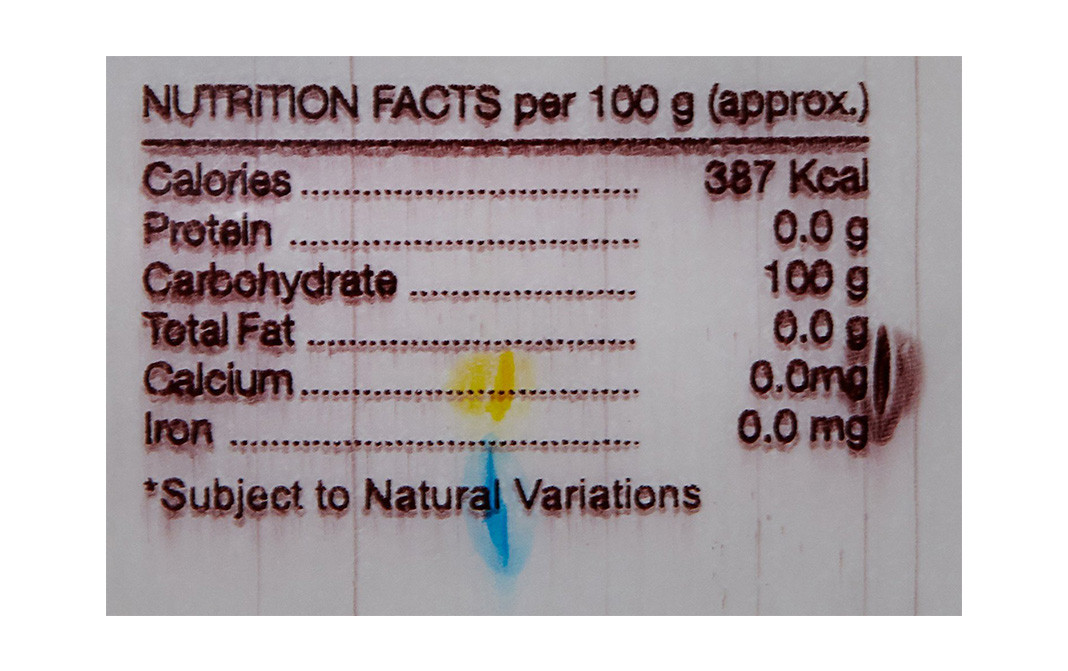 NUTRITION FACTS per 100 g (approx.)
Calories ........................................ 387 Kcal
Protein ......................................... 0.0 g
Carbohydrate ........................... 100 g
Total Fat ....................................... 0.0 g
Calcium ........................................ 0.0mg
Iron ................................................. 0.0 mg
*Subject to Natural Variations